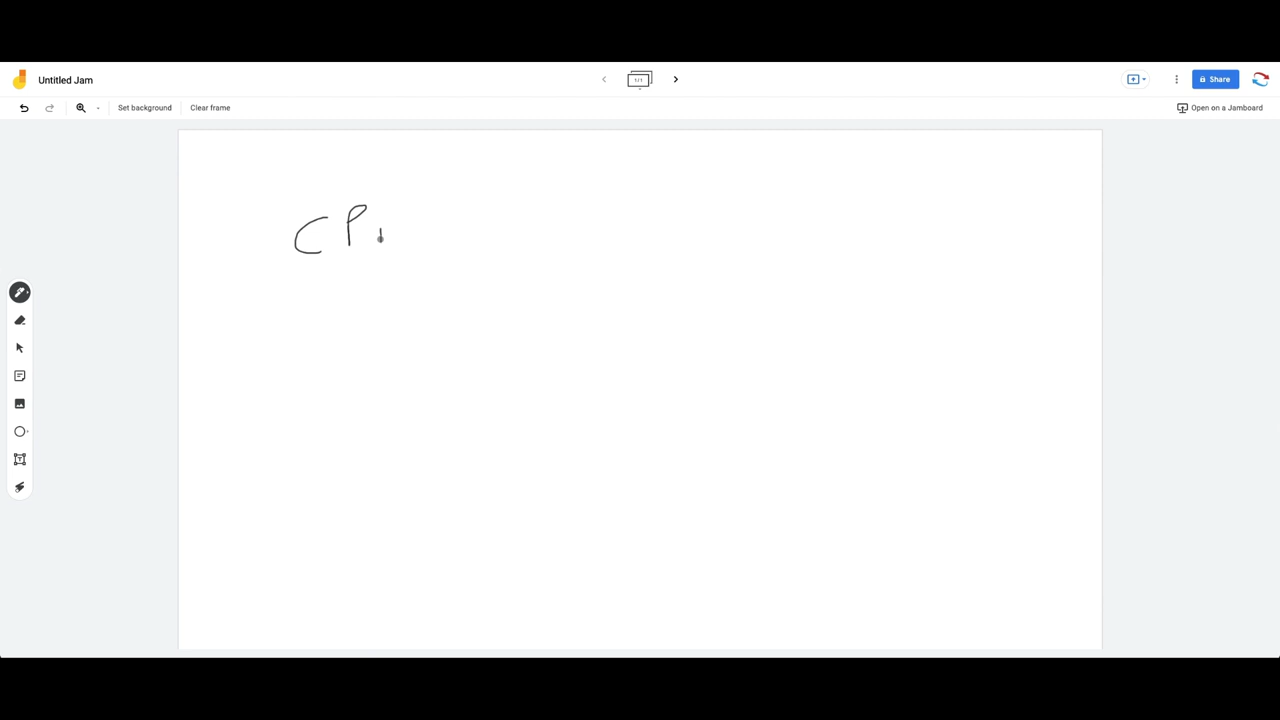 Untitled Jam
1/1
Share
Set background
Clear frame
Open on a Jamboard
CP
T